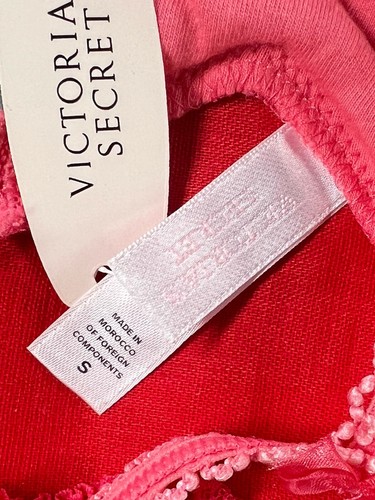 VICTORIA
SECRET
MADE IN
MOROCCO
OF FOREIGN
COMPONENTS
S